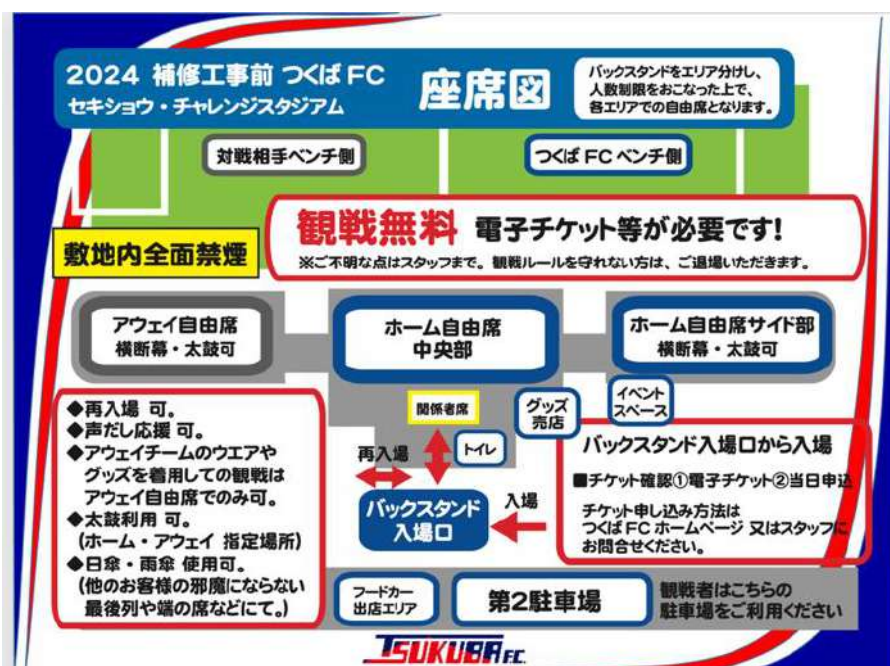 2024 補修工事前 つくばFC
セキショウ・チャレンジスタジアム
座席図
バックスタンドをエリア分けし、
人数制限をおこなった上で、
各エリアでの自由席となります。
対戦相手ベンチ側
つくばFCベンチ側
観戦無料 電子チケット等が必要です!
※ご不明な点はスタッフまで。観戦ルールを守れない方は、ご退場いただきます。
敷地内全面禁煙
アウェイ自由席
横断幕・太鼓可
ホーム自由席
中央部
ホーム自由席サイド部
横断幕・太鼓可
◆再入場 可。
◆声だし応援 可。
◆アウェイチームのウエアや
グッズを着用しての観戦は
アウェイ自由席でのみ可。
◆太鼓利用 可。
(ホーム・アウェイ 指定場所)
◆日傘・雨傘 使用可。
(他のお客様の邪魔にならない
最後列や端の席などにて。)
関係者席
グッズ
売店
イベント
スペース
再入場
トイレ
バックスタンド
入場口
入場
バックスタンド入場口から入場
■チケット確認①電子チケット②当日申込
チケット申し込み方法は
つくばFCホームページ 又はスタッフに
お問合せください。
フードカー
出店エリア
第2駐車場
観戦者はこちらの
駐車場をご利用ください
TSUKUBA F.C.